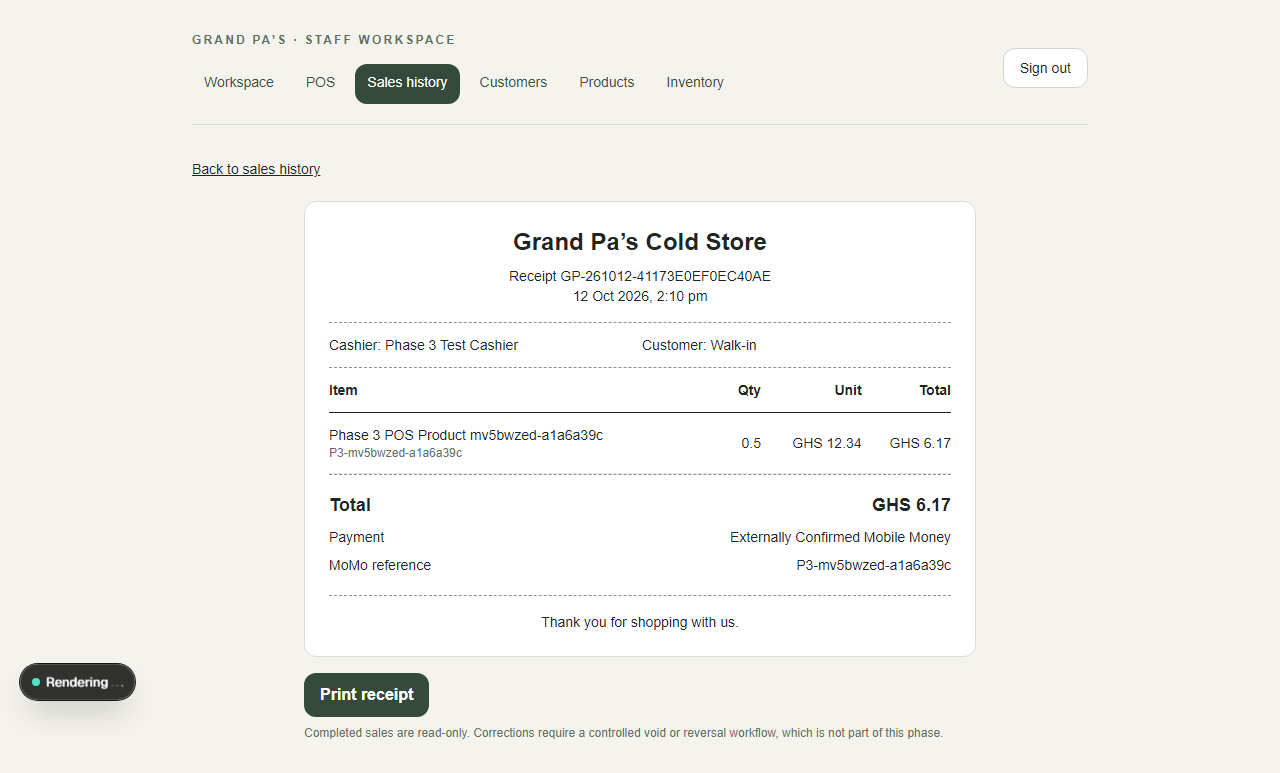 GRAND PA’S · STAFF WORKSPACE
Workspace POS Sales history Customers Products Inventory
Sign out
Back to sales history
Grand Pa’s Cold Store
Receipt GP-261012-41173E0EF0EC40AE
12 Oct 2026, 2:10 pm
Cashier: Phase 3 Test Cashier Customer: Walk-in
Item Qty Unit Total
Phase 3 POS Product mv5bwzed-a1a6a39c 0.5 GHS 12.34 GHS 6.17
P3-mv5bwzed-a1a6a39c
Total GHS 6.17
Payment Externally Confirmed Mobile Money
MoMo reference P3-mv5bwzed-a1a6a39c
Thank you for shopping with us.
Rendering ...
Print receipt
Completed sales are read-only. Corrections require a controlled void or reversal workflow, which is not part of this phase.